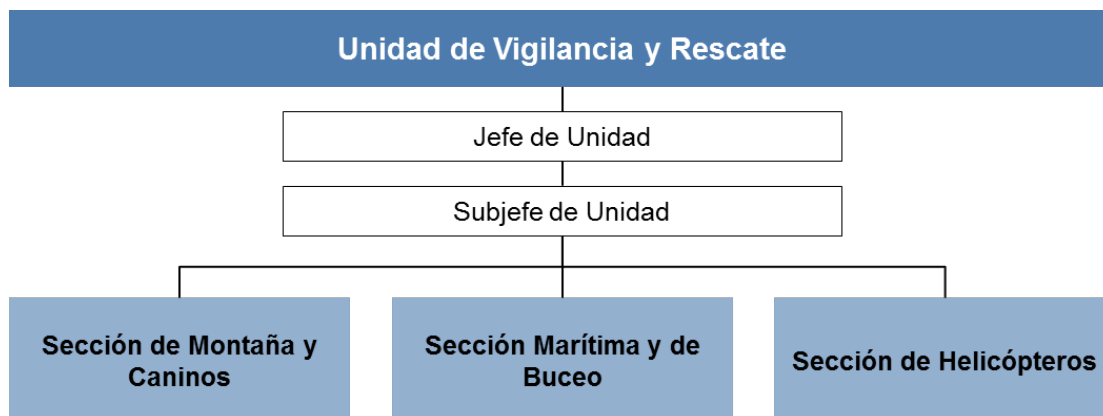 Unidad de Vigilancia y Rescate
Jefe de Unidad
Subjefe de Unidad
Sección de Montaña y
Caninos
Sección Marítima y de
Buceo
Sección de Helicópteros